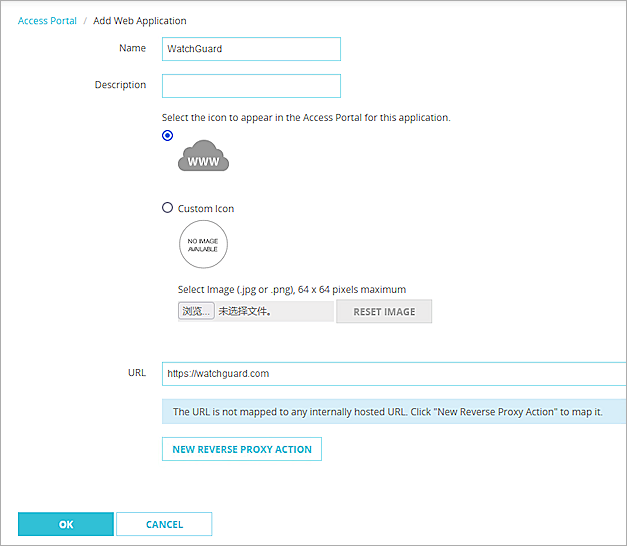 Access Portal / Add Web Application
Name WatchGuard
Description
Select the icon to appear in the Access Portal for this application.
WWW
Custom Icon
NO IMAGE
AVAILABLE
Select Image (.jpg or .png), 64 x 64 pixels maximum
浏览... 未选择文件。 RESET IMAGE
URL https://watchguard.com
The URL is not mapped to any internally hosted URL. Click "New Reverse Proxy Action" to map it.
NEW REVERSE PROXY ACTION
OK CANCEL